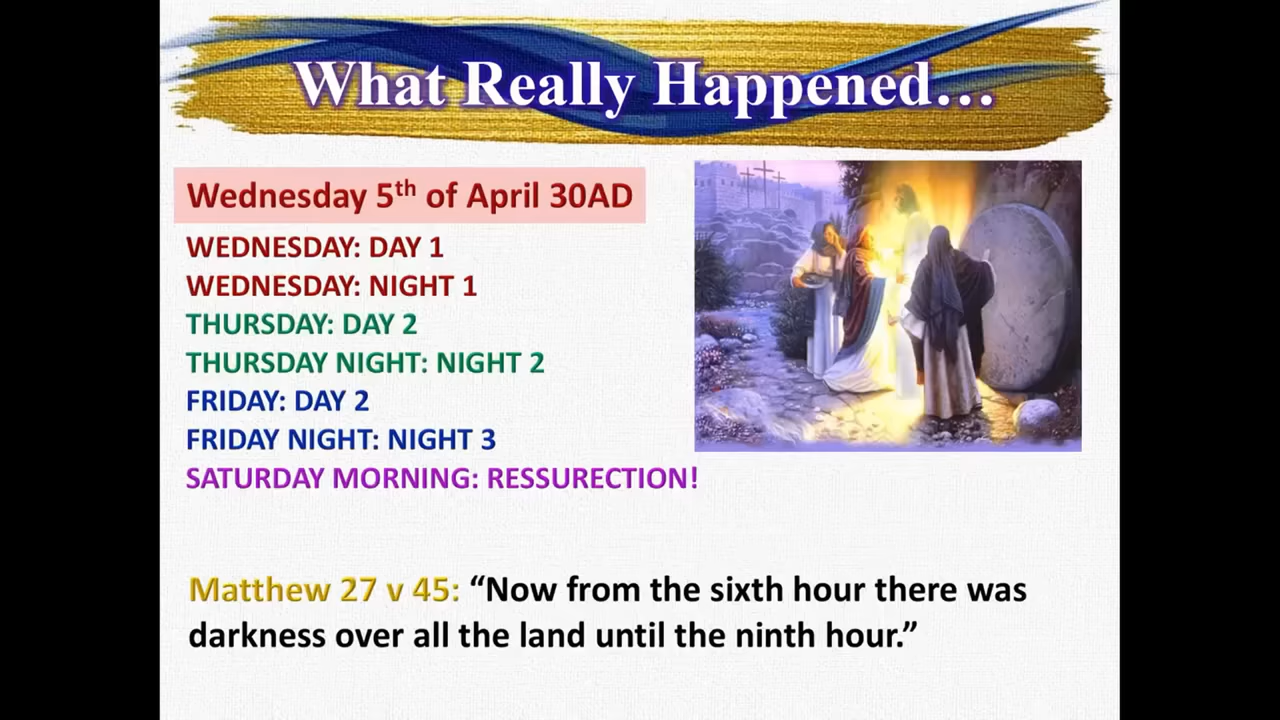 What Really Happened...
Wednesday 5th of April 30AD
WEDNESDAY: DAY 1
WEDNESDAY: NIGHT 1
THURSDAY: DAY 2
THURSDAY NIGHT: NIGHT 2
FRIDAY: DAY 2
FRIDAY NIGHT: NIGHT 3
SATURDAY MORNING: RESSURECTION!
Matthew 27 v 45: “Now from the sixth hour there was
darkness over all the land until the ninth hour.”